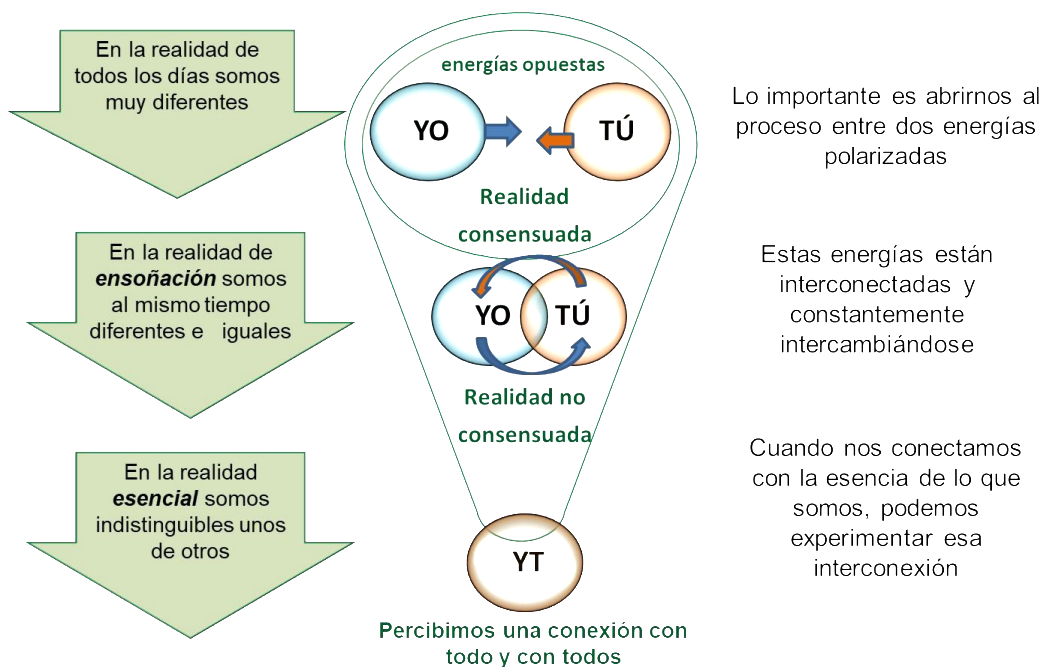 En la realidad de
todos los días somos
muy diferentes
energías opuestas
YO
TÚ
Realidad
consensuada
Lo importante es abrirnos al
proceso entre dos energías
polarizadas
En la realidad de
ensoñación somos
al mismo tiempo
diferentes e iguales
YO
TÚ
Realidad no
consensuada
Estas energías están
interconectadas y
constantemente
intercambiándose
En la realidad
esencial somos
indistinguibles unos
de otros
YT
Percibimos una conexión con
todo y con todos
Cuando nos conectamos
con la esencia de lo que
somos, podemos
experimentar esa
interconexión